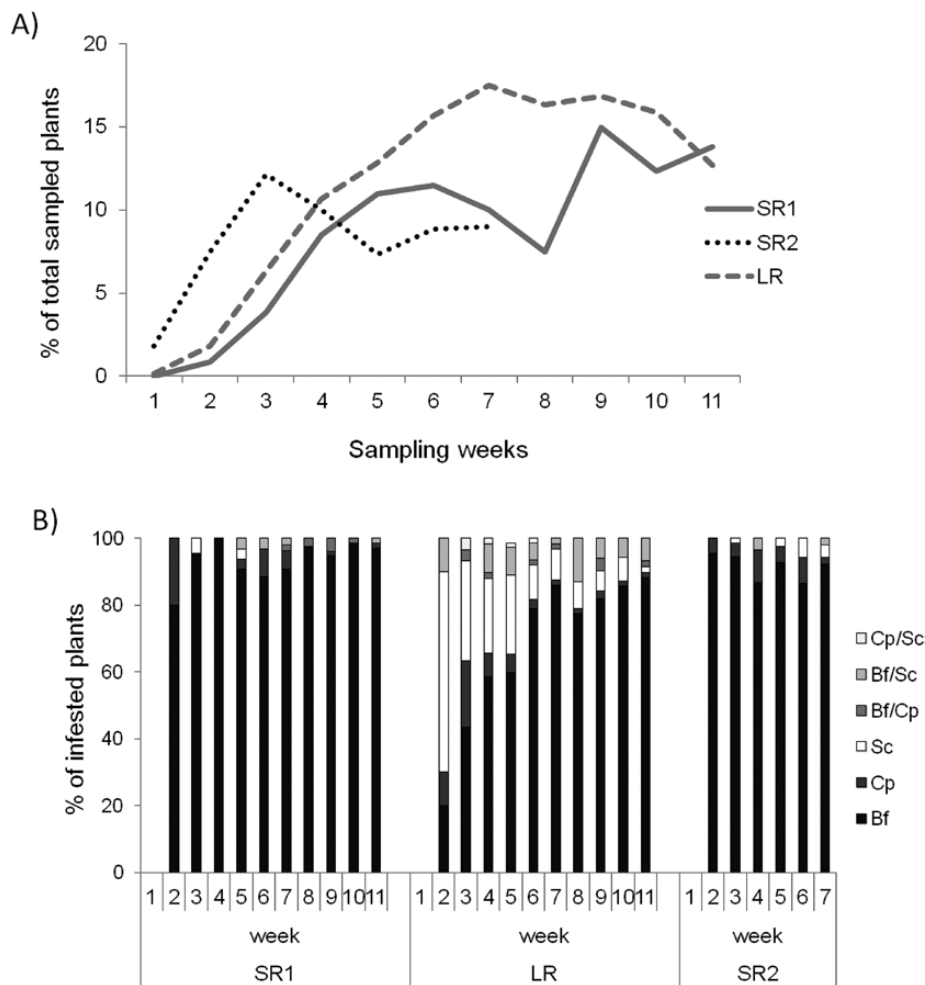 A)
20
15
10
5
0
% of total sampled plants
1 2 3 4 5 6 7 8 9 10 11
Sampling weeks
SR1
SR2
LR
B)
100
80
60
40
20
0
% of infested plants
Cp/Sc
Bf/Sc
Bf/Cp
Sc
Cp
Bf
1 2 3 4 5 6 7 8 9 10 11 1 2 3 4 5 6 7 8 9 10 11 1 2 3 4 5 6 7
week week week
SR1 LR SR2